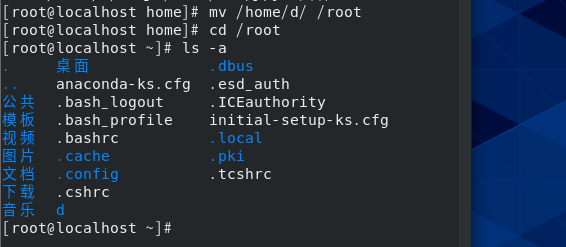 [root@localhost home]# mv /home/d/ /root
[root@localhost home]# cd /root
[root@localhost ~]# ls -a
.     桌面             .dbus
..    anaconda-ks.cfg  .esd_auth
公共  .bash_logout     .ICEauthority
模板  .bash_profile    initial-setup-ks.cfg
视频  .bashrc          .local
图片  .cache           .pki
文档  .config          .tcshrc
下载  .cshrc
音乐  d
[root@localhost ~]#